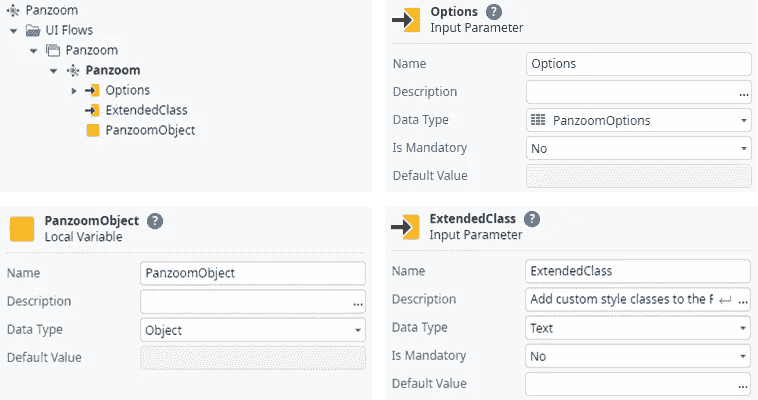 Panzoom
UI Flows
Panzoom
Panzoom
Options
ExtendedClass
PanzoomObject
Options ?
Input Parameter
Name Options
Description ...
Data Type PanzoomOptions
Is Mandatory No
Default Value
PanzoomObject ?
Local Variable
Name PanzoomObject
Description ...
Data Type Object
Default Value
ExtendedClass ?
Input Parameter
Name ExtendedClass
Description Add custom style classes to the ...
Data Type Text
Is Mandatory No
Default Value ...